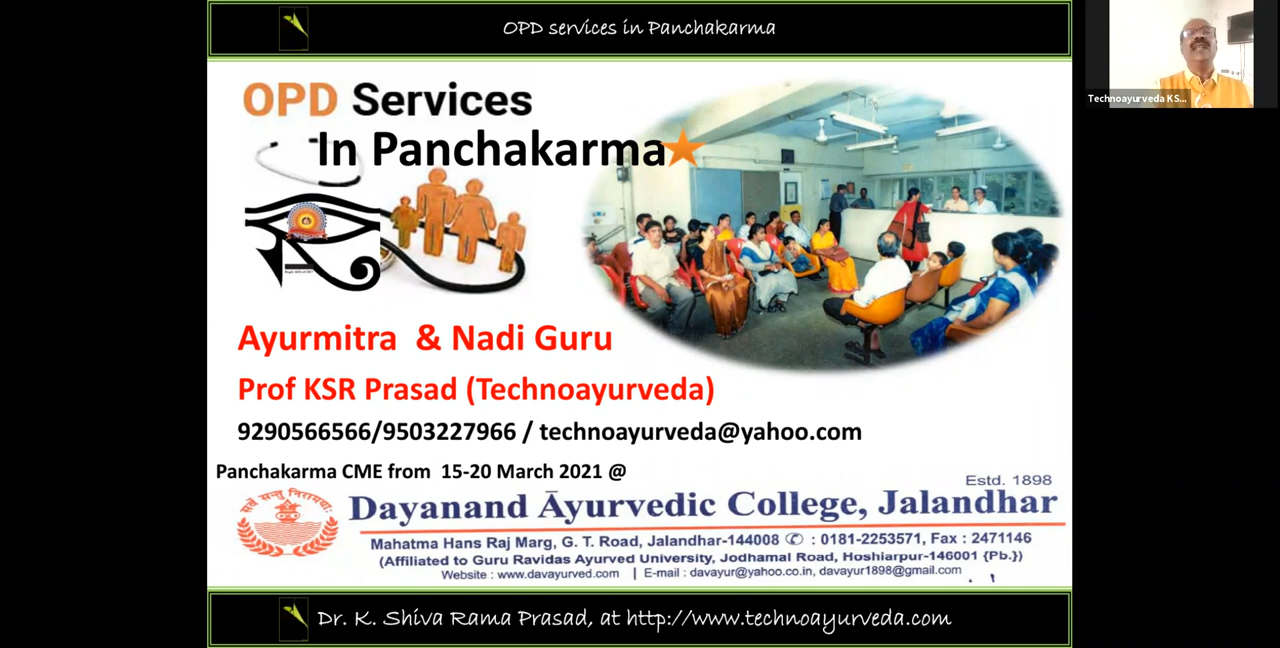 OPD services in Panchakarma
Technoayurveda KS...
OPD Services
In Panchakarma
Ayurmitra & Nadi Guru
Prof KSR Prasad (Technoayurveda)
9290566566/9503227966 / technoayurveda@yahoo.com
Panchakarma CME from 15-20 March 2021 @
Estd. 1898
सर्वे सन्तु निरामयाः
Dayanand Āyurvedic College, Jalandhar
Mahatma Hans Raj Marg, G. T. Road, Jalandhar-144008 ✆ : 0181-2253571, Fax : 2471146
(Affiliated to Guru Ravidas Ayurved University, Jodhamal Road, Hoshiarpur-146001 {Pb.})
Website : www.davayurved.com | E-mail : davayur@yahoo.co.in, davayur1898@gmail.com
Dr. K. Shiva Rama Prasad, at http://www.technoayurveda.com